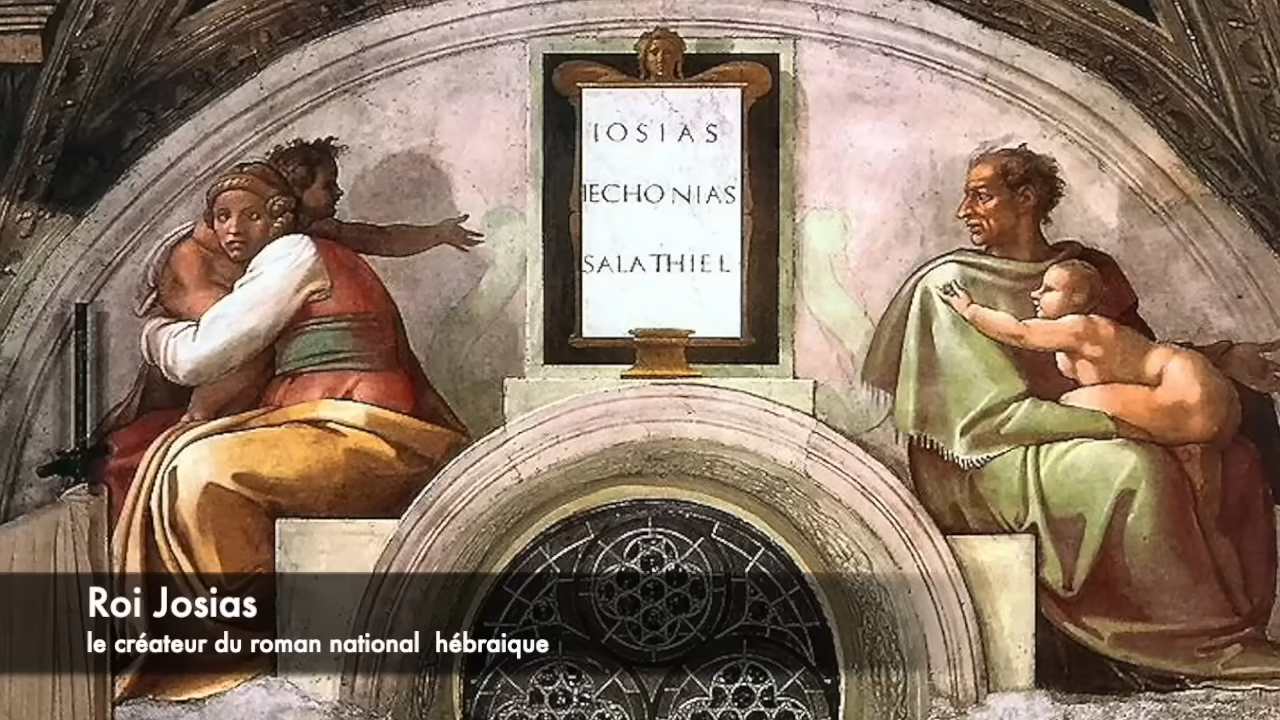 IOSIAS
IECHONIAS
SALATHIEL
Roi Josias
le créateur du roman national hébraique